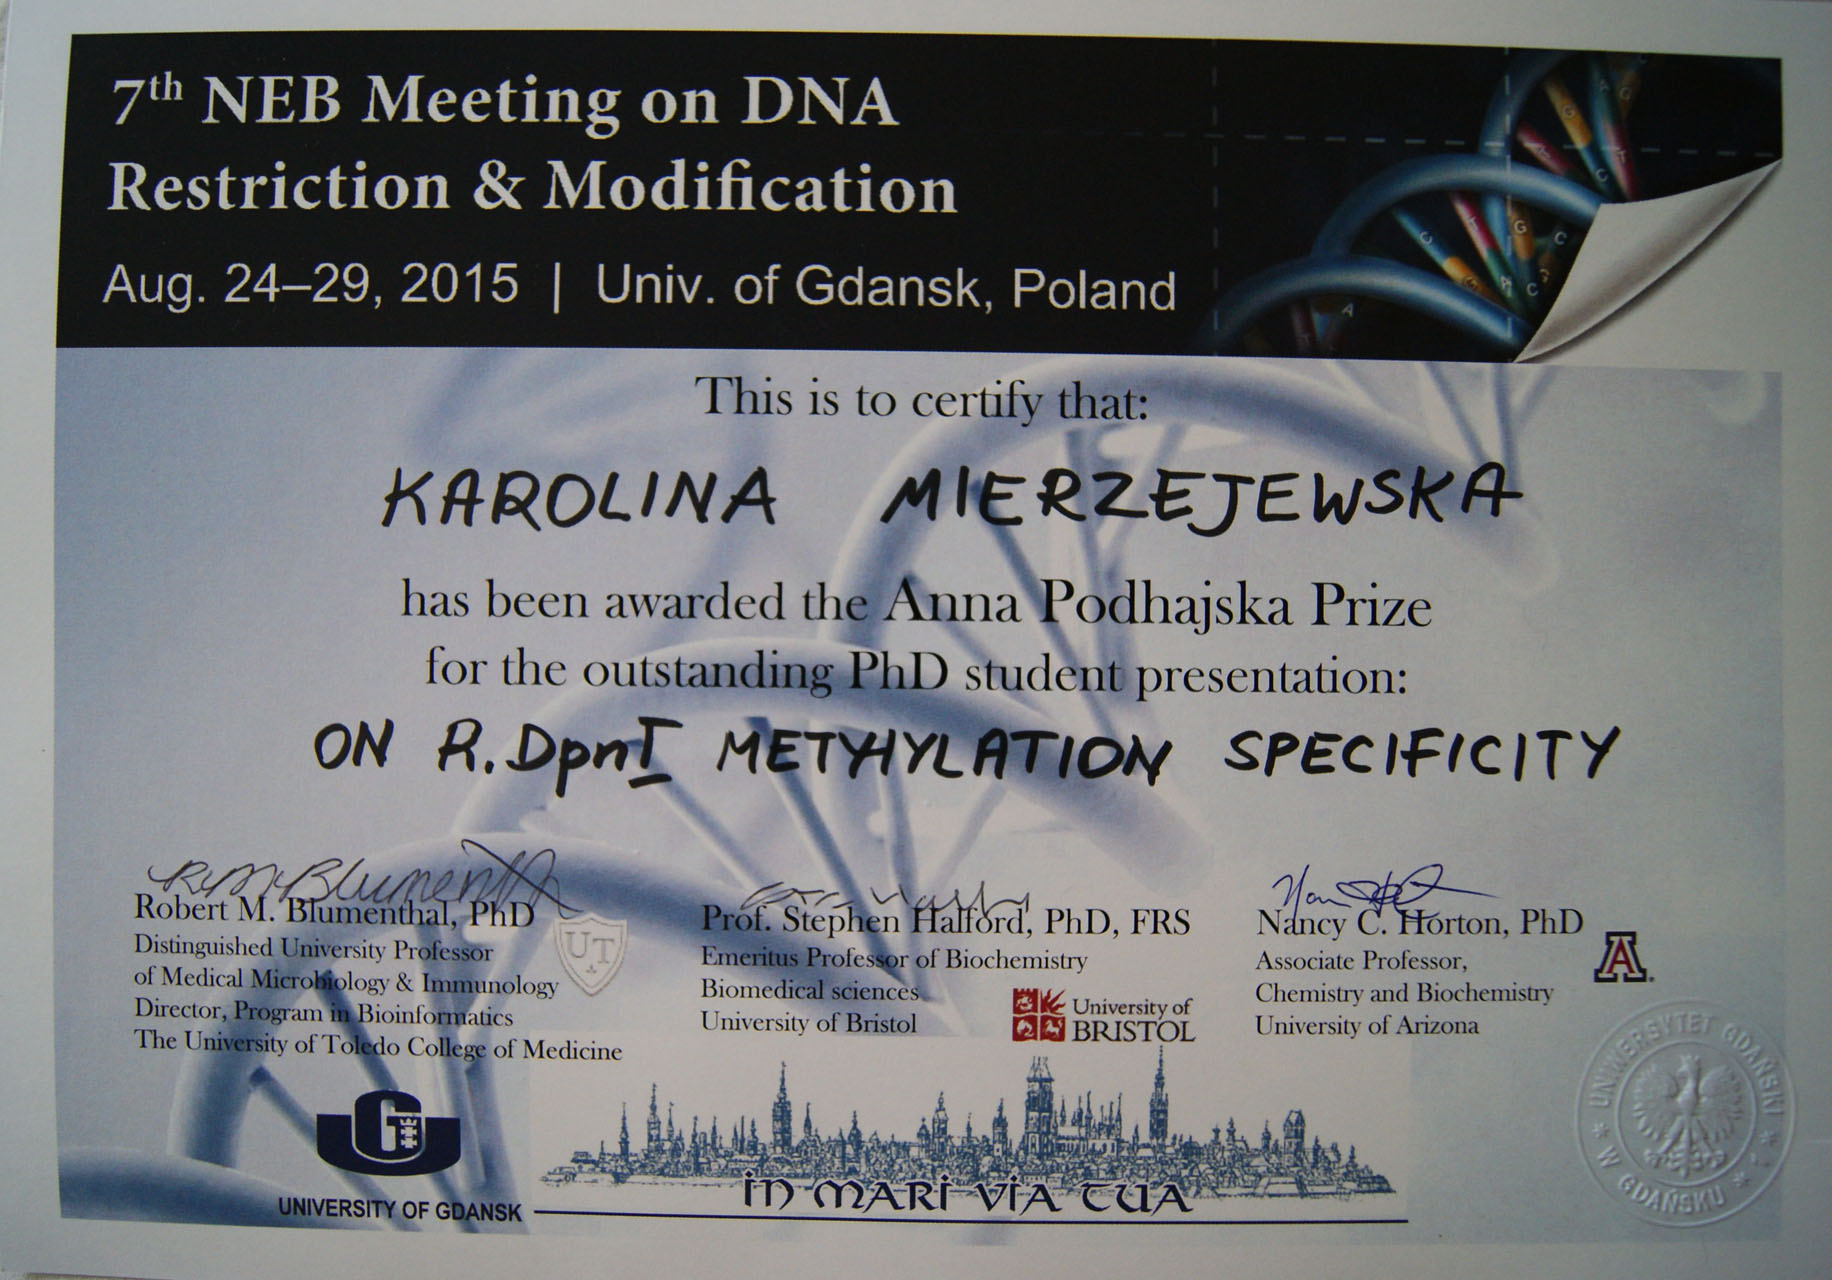 7th NEB Meeting on DNA
Restriction & Modification
Aug. 24–29, 2015 | Univ. of Gdansk, Poland
This is to certify that:
KAROLINA MIERZEJEWSKA
has been awarded the Anna Podhajska Prize
for the outstanding PhD student presentation:
ON R.DpnI METYHYLATION SPECIFICITY
Robert M. Blumenthal, PhD
Distinguished University Professor
of Medical Microbiology & Immunology
Director, Program in Bioinformatics
The University of Toledo College of Medicine
UT
Prof. Stephen Halford, PhD, FRS
Emeritus Professor of Biochemistry
Biomedical sciences
University of Bristol
University of
BRISTOL
Nancy C. Horton, PhD
Associate Professor,
Chemistry and Biochemistry
University of Arizona
A
UNIVERSITY OF GDANSK
in mari via tua
UNIWERSYTET GDAŃSKI
* W GDAŃSKU *